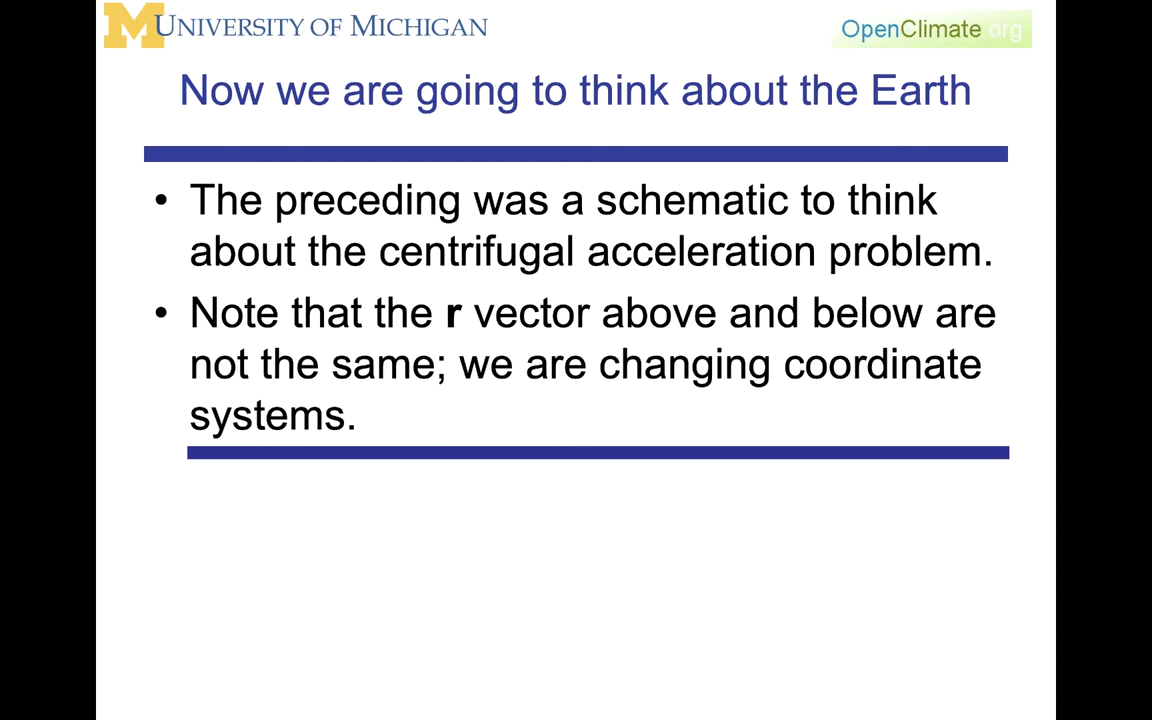 M UNIVERSITY OF MICHIGAN
OpenClimate.org
Now we are going to think about the Earth
• The preceding was a schematic to think
about the centrifugal acceleration problem.
• Note that the r vector above and below are
not the same; we are changing coordinate
systems.